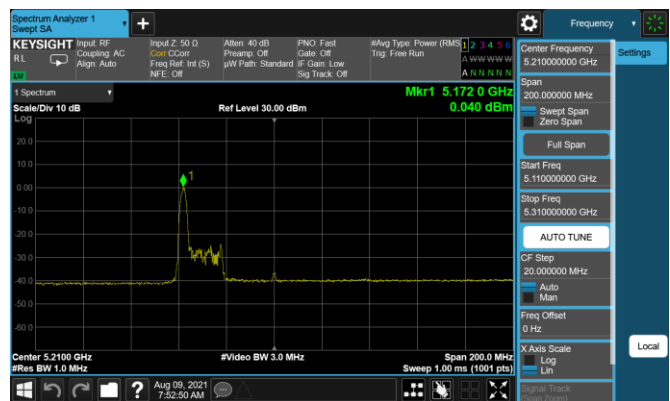 Spectrum Analyzer 1
Swept SA
Frequency
KEYSIGHT
RL
LXI
Input: RF
Coupling: AC
Align: Auto
Input Z: 50 Ω
Corr CCorr
Freq Ref: Int (S)
NFE: Off
Atten: 40 dB
Preamp: Off
µW Path: Standard
PNO: Fast
Gate: Off
IF Gain: Low
Sig Track: Off
#Avg Type: Power (RMS
Trig: Free Run
1 2 3 4 5 6
A W W W W W
A N N N N N
Center Frequency
5.210000000 GHz
Settings
Span
200.000000 MHz
Swept Span
Zero Span
Full Span
Start Freq
5.110000000 GHz
Stop Freq
5.310000000 GHz
AUTO TUNE
CF Step
20.000000 MHz
Auto
Man
Freq Offset
0 Hz
X Axis Scale
Log
Lin
Signal Track
(Span Zoom)
Local
1 Spectrum
Mkr1 5.172 0 GHz
Scale/Div 10 dB
Ref Level 30.00 dBm
0.040 dBm
Log
20.0
10.0
1
0.00
-10.0
-20.0
-30.0
-40.0
-50.0
-60.0
Center 5.2100 GHz
#Video BW 3.0 MHz
Span 200.0 MHz
#Res BW 1.0 MHz
Sweep 1.00 ms (1001 pts)
?
Aug 09, 2021
7:52:50 AM